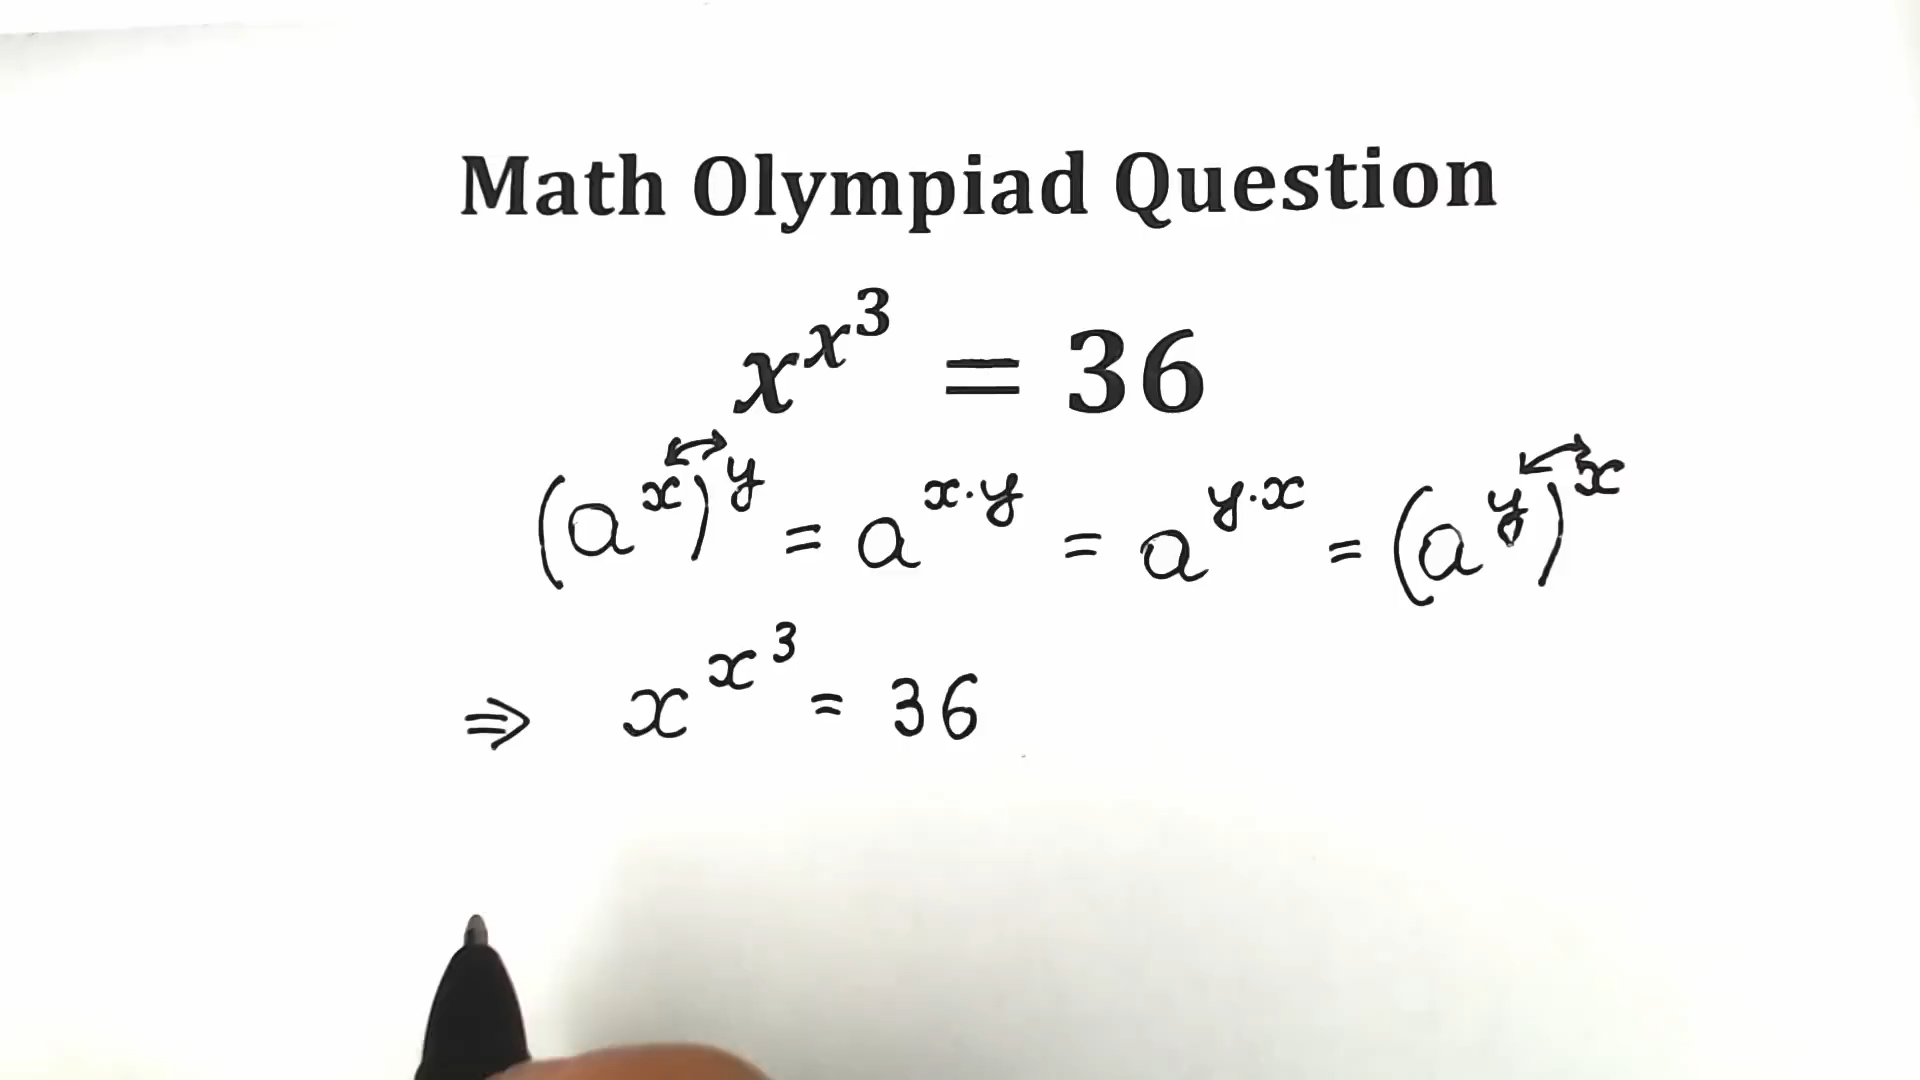 Math Olympiad Question
x^{x^3} = 36
(a^x)^y = a^{x·y} = a^{y·x} = (a^y)^x
⇒ x^{x^3} = 36